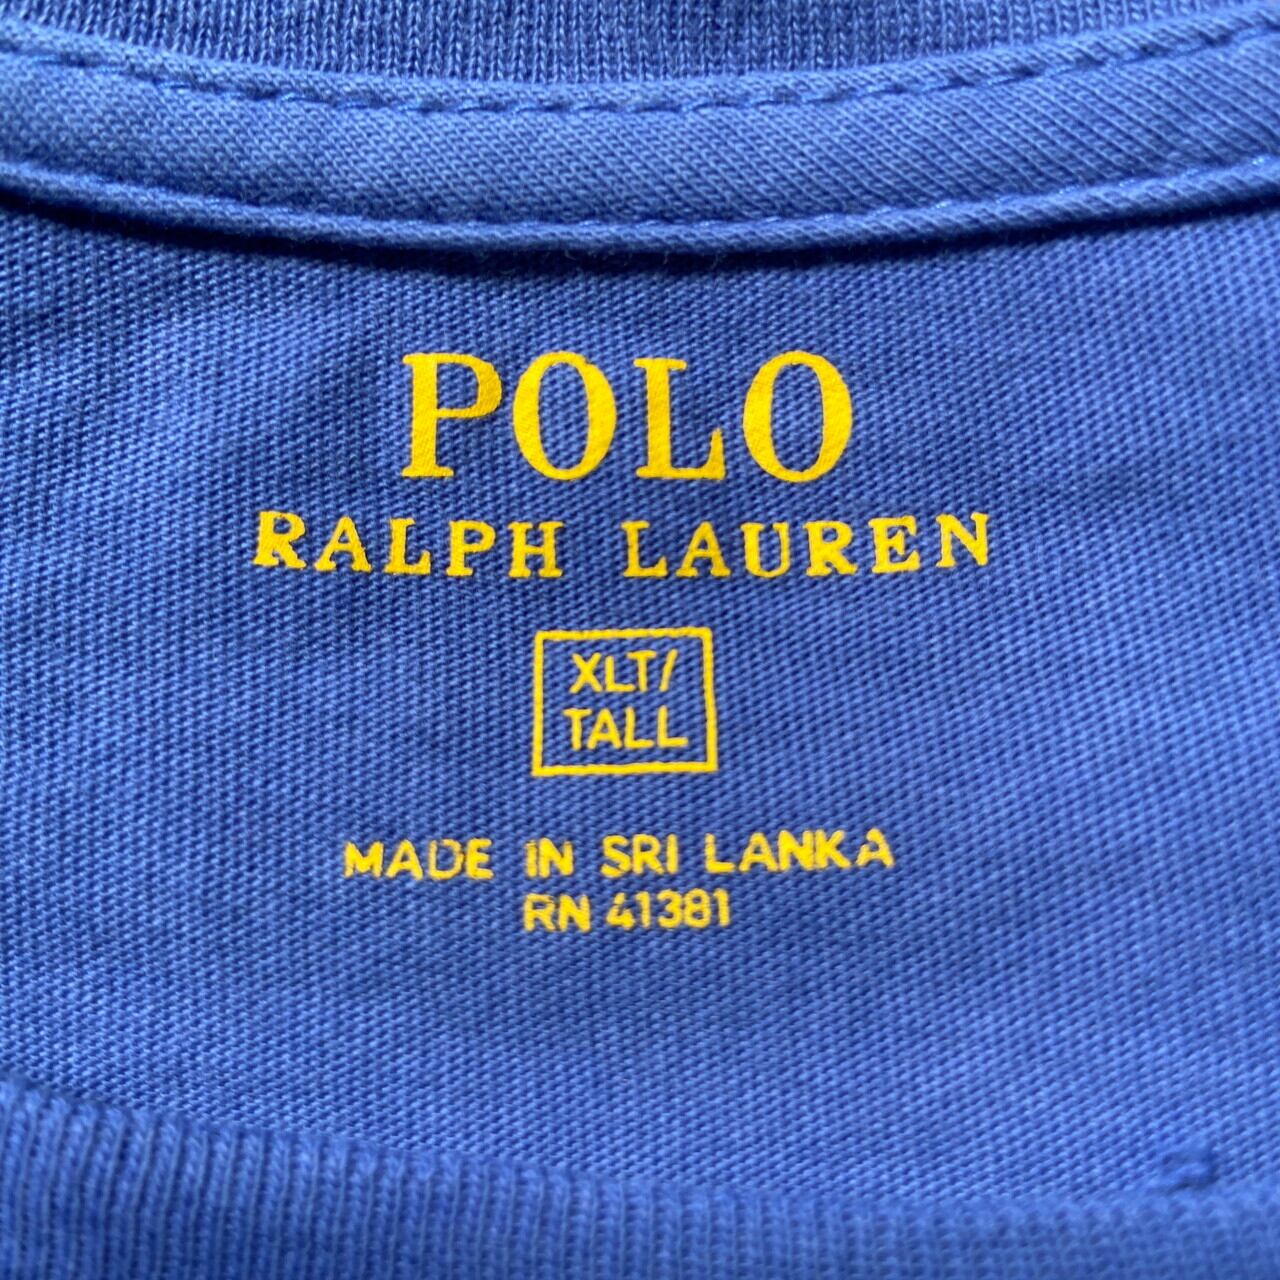 POLO
RALPH LAUREN
XLT/
TALL
MADE IN SRI LANKA
RN 41381